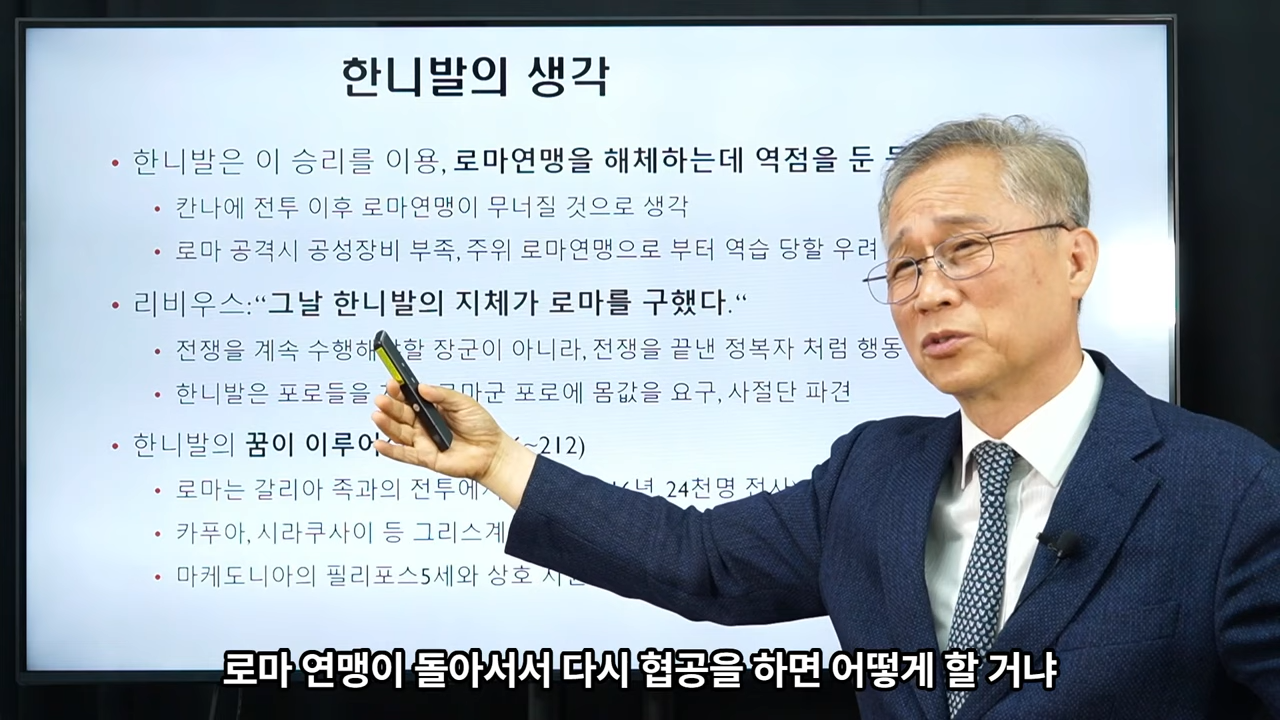 한니발의 생각
• 한니발은 이 승리를 이용, 로마연맹을 해체하는데 역점을 둔
• 칸나에 전투 이후 로마연맹이 무너질 것으로 생각
• 로마 공격시 공성장비 부족, 주위 로마연맹으로 부터 역습 당할 우려
• 리비우스:“그날 한니발의 지체가 로마를 구했다.“
• 전쟁을 계속 수행해 할 장군이 아니라, 전쟁을 끝낸 정복자 처럼 행동
• 한니발은 포로들을 로마군 포로에 몸값을 요구, 사절단 파견
• 한니발의 꿈이 이루어 ~212)
• 로마는 갈리아 족과의 전투에서 년, 24천명 전사
• 카푸아, 시라쿠사이 등 그리스계
• 마케도니아의 필리포스5세와 상호
로마 연맹이 돌아서서 다시 협공을 하면 어떻게 할 거냐